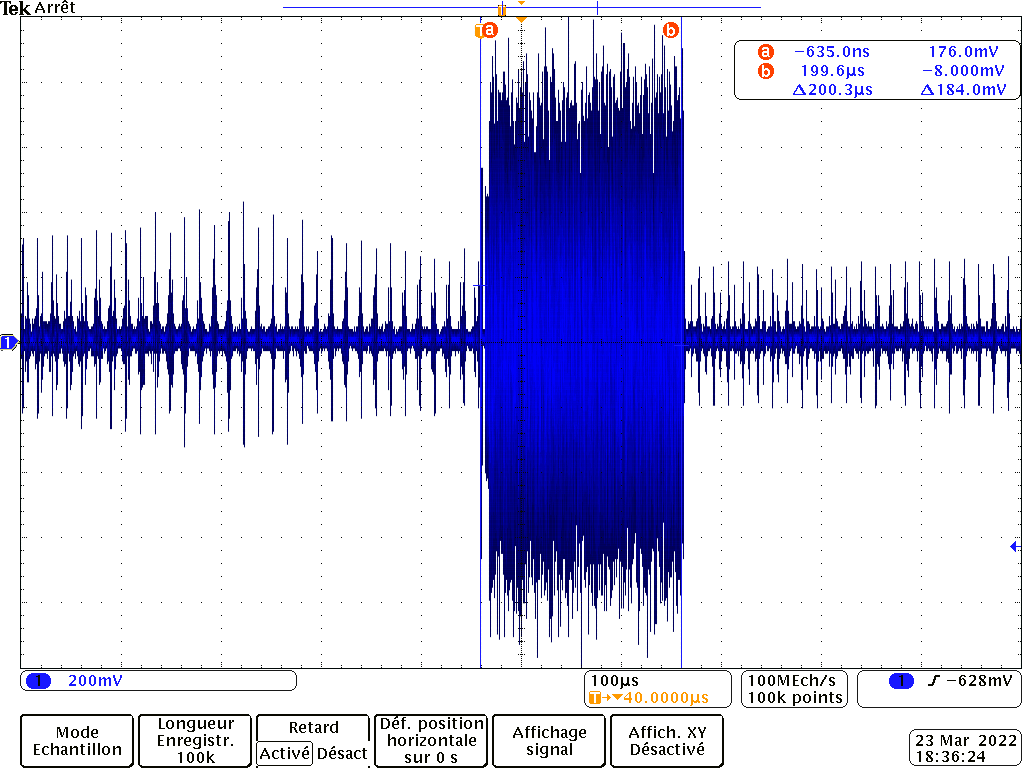 Tek Arrêt
T a b
a −635.0ns 176.0mV
b 199.6µs −8.000mV
Δ200.3µs Δ184.0mV
1
1 200mV
100µs
T→▼40.0000µs
100MEch/s
100k points
1 −628mV
Mode
Echantillon
Longueur
Enregistr.
100k
Retard
Activé Désact
Déf. position
horizontale
sur 0 s
Affichage
signal
Affich. XY
Désactivé
23 Mar 2022
18:36:24